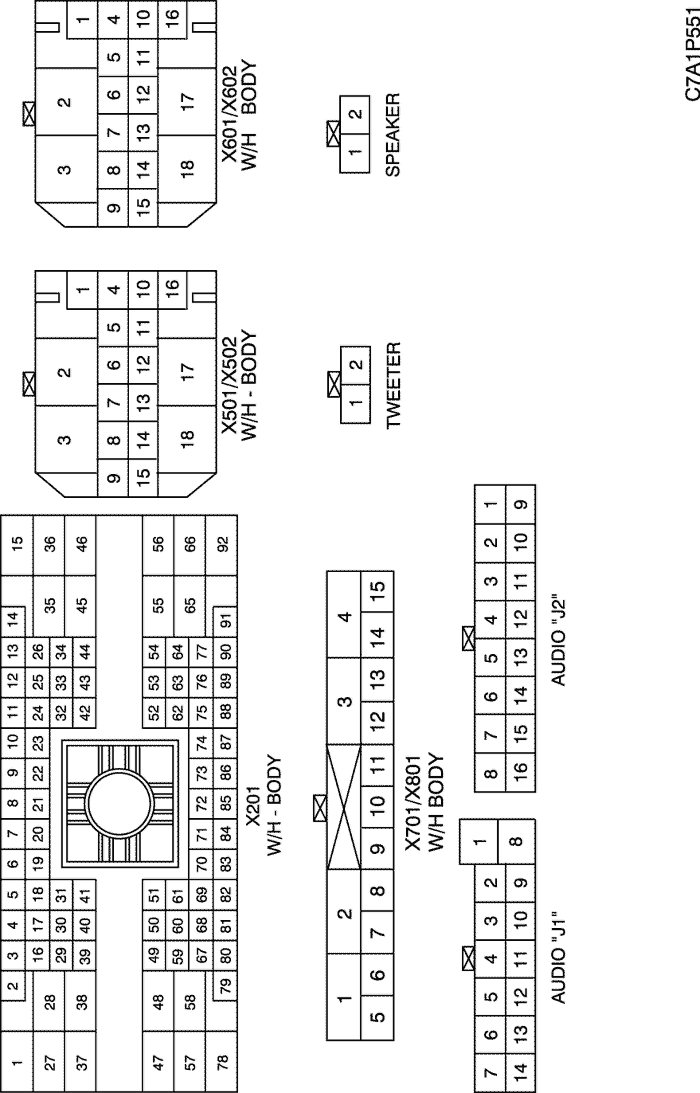 1 2 3 4 5 6 7 8 9 10 11 12 13 14 15
27 28 16 17 18 19 20 21 22 23 24 25 26 35 36
29 30 31 32 33 34
37 38 39 40 41 42 43 44 45 46
47 48 49 50 51 52 53 54 55 56
57 58 59 60 61 62 63 64 65 66
67 68 69 70 71 72 73 74 75 76 77
78 79 80 81 82 83 84 85 86 87 88 89 90 91 92
X201
W/H - BODY
3 2 1
9 8 7 6 5 4
15 14 13 12 11 10
18 17 16
X501/X502
W/H - BODY
3 2 1
9 8 7 6 5 4
15 14 13 12 11 10
18 17 16
X601/X602
W/H BODY
1 2 3 4
5 6 7 8 9 10 11 12 13 14 15
X701/X801
W/H BODY
1 2
TWEETER
1 2
SPEAKER
7 6 5 4 3 2 1
14 13 12 11 10 9 8
AUDIO "J1"
8 7 6 5 4 3 2 1
16 15 14 13 12 11 10 9
AUDIO "J2"
C7A1P551